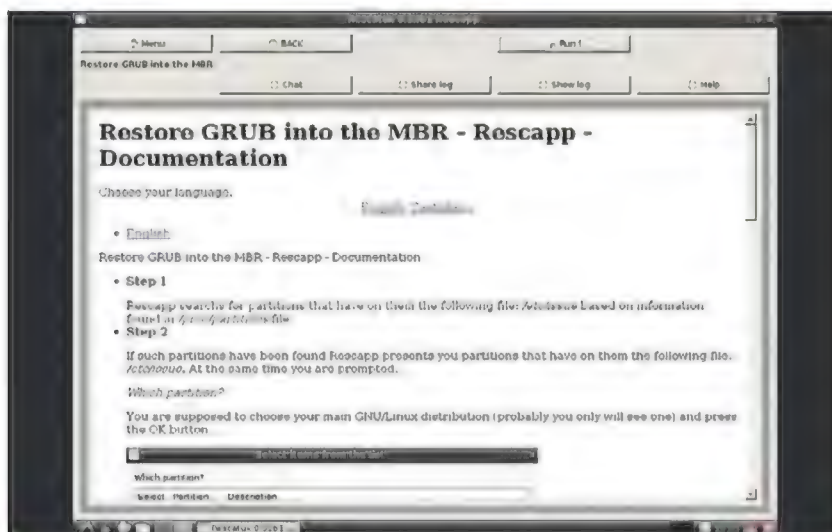 Menu
BACK
Run !
Restore GRUB into the MBR
Chat
Share log
Show log
Help
Restore GRUB into the MBR - Rescapp -
Documentation
Choose your language.
English
Restore GRUB into the MBR - Rescapp - Documentation
Step 1
Rescapp searchs for partitions that have on them the following file: /etc/issue based on information
found in file
Step 2
If such partitions have been found Rescapp presents you partitions that have on them the following file.
At the same time you are prompted.
Which partition?
You are supposed to choose your main GNU/Linux distribution (probably you only will see one) and press
the OK button
Select from the list
Which partition?
Select Partition Description